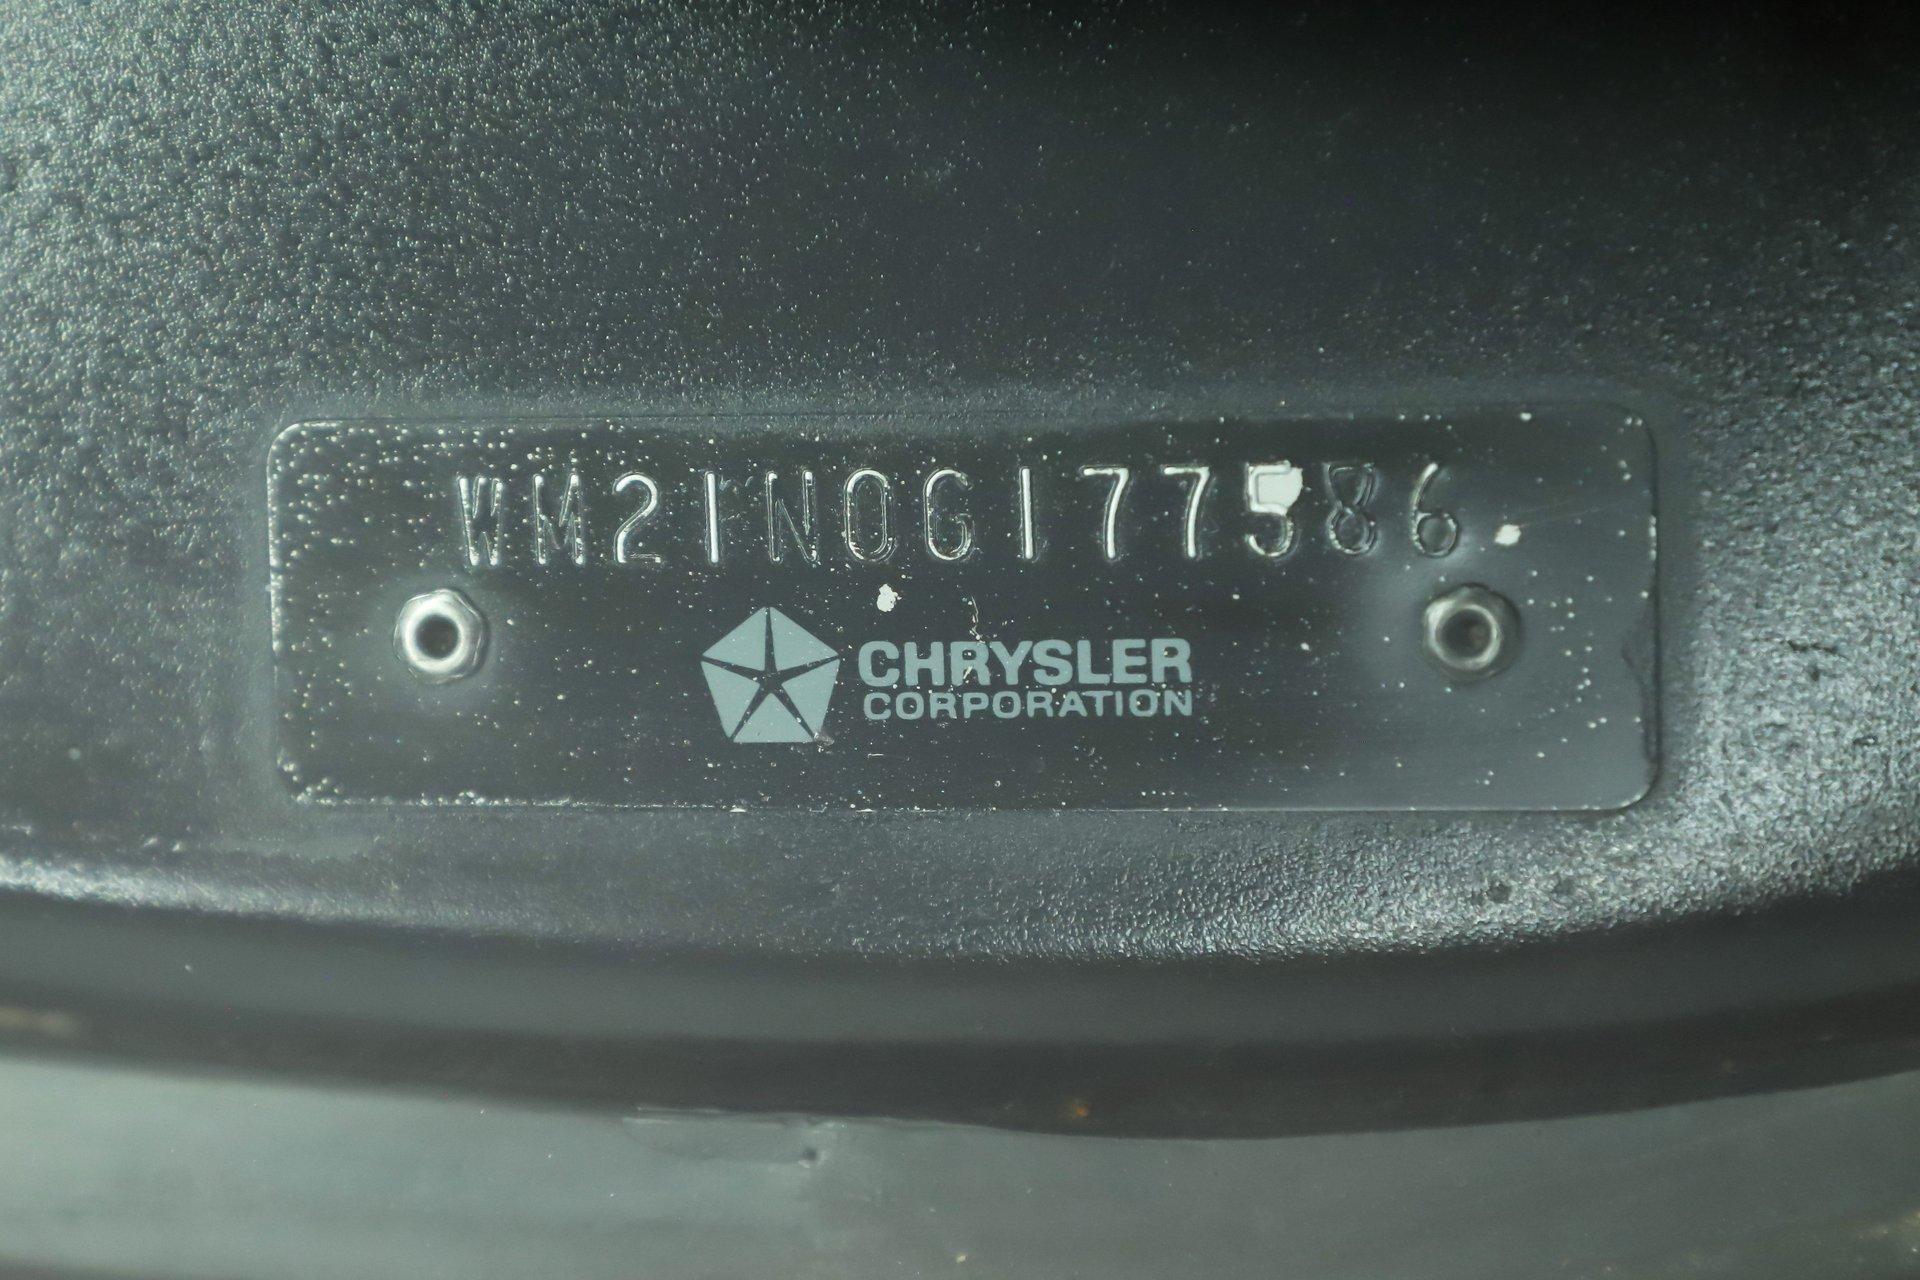 WM21N0G177586
CHRYSLER
CORPORATION